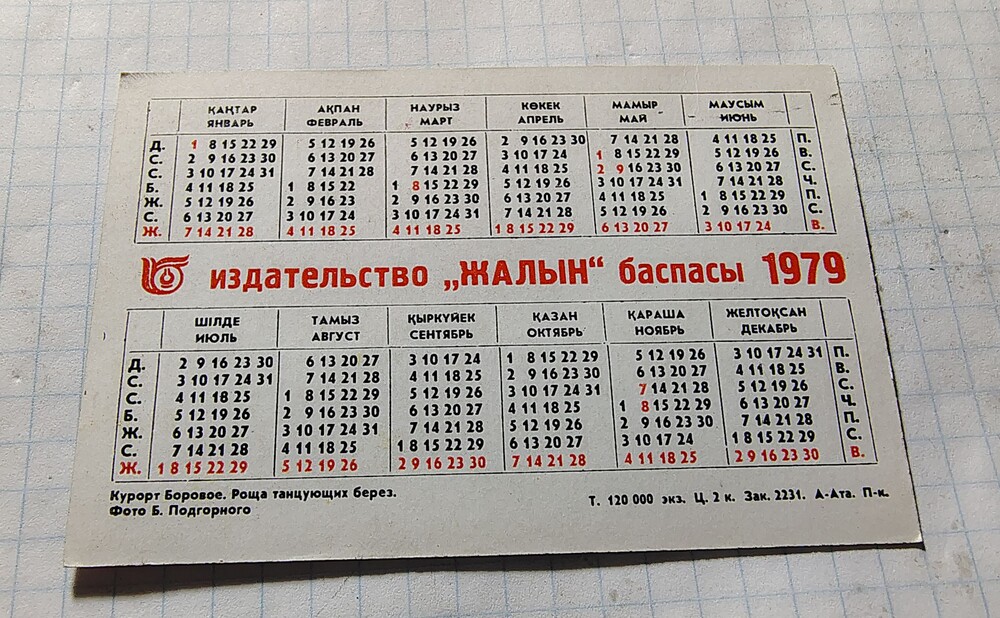 ҚАҢТАР АҚПАН НАУРЫЗ КӨКЕК МАМЫР МАУСЫМ
ЯНВАРЬ ФЕВРАЛЬ МАРТ АПРЕЛЬ МАЙ ИЮНЬ
Д. 1 8 15 22 29 5 12 19 26 5 12 19 26 2 9 16 23 30 7 14 21 28 4 11 18 25 П.
С. 2 9 16 23 30 6 13 20 27 6 13 20 27 3 10 17 24 1 8 15 22 29 5 12 19 26 В.
С. 3 10 17 24 31 7 14 21 28 7 14 21 28 4 11 18 25 2 9 16 23 30 6 13 20 27 С.
Б. 4 11 18 25 1 8 15 22 1 8 15 22 29 5 12 19 26 3 10 17 24 31 7 14 21 28 Ч.
Ж. 5 12 19 26 2 9 16 23 2 9 16 23 30 6 13 20 27 4 11 18 25 1 8 15 22 29 П.
С. 6 13 20 27 3 10 17 24 3 10 17 24 31 7 14 21 28 5 12 19 26 2 9 16 23 30 С.
Ж. 7 14 21 28 4 11 18 25 4 11 18 25 1 8 15 22 29 6 13 20 27 3 10 17 24 В.
издательство „ЖАЛЫН“ баспасы 1979
ШІЛДЕ ТАМЫЗ ҚЫРКҮЙЕК ҚАЗАН ҚАРАША ЖЕЛТОҚСАН
ИЮЛЬ АВГУСТ СЕНТЯБРЬ ОКТЯБРЬ НОЯБРЬ ДЕКАБРЬ
Д. 2 9 16 23 30 6 13 20 27 3 10 17 24 1 8 15 22 29 5 12 19 26 3 10 17 24 31 П.
С. 3 10 17 24 31 7 14 21 28 4 11 18 25 2 9 16 23 30 6 13 20 27 4 11 18 25 В.
С. 4 11 18 25 1 8 15 22 29 5 12 19 26 3 10 17 24 31 7 14 21 28 5 12 19 26 С.
Б. 5 12 19 26 2 9 16 23 30 6 13 20 27 4 11 18 25 1 8 15 22 29 6 13 20 27 Ч.
Ж. 6 13 20 27 3 10 17 24 31 7 14 21 28 5 12 19 26 2 9 16 23 30 7 14 21 28 П.
С. 7 14 21 28 4 11 18 25 1 8 15 22 29 6 13 20 27 3 10 17 24 1 8 15 22 29 С.
Ж. 1 8 15 22 29 5 12 19 26 2 9 16 23 30 7 14 21 28 4 11 18 25 2 9 16 23 30 В.
Курорт Боровое. Роща танцующих берез.
Фото Б. Подгорного
Т. 120 000 экз. Ц. 2 к. Зак. 2231. А-Ата. П-к.